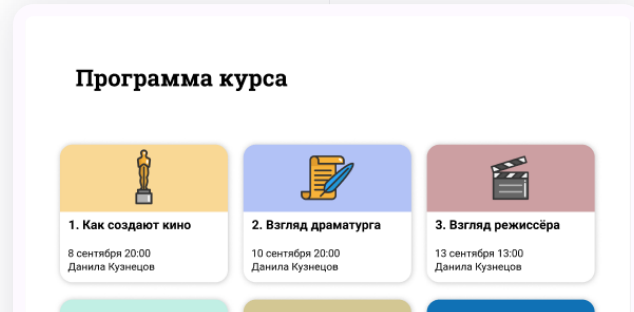 Программа курса
1. Как создают кино
8 сентября 20:00
Данила Кузнецов
2. Взгляд драматурга
10 сентября 20:00
Данила Кузнецов
3. Взгляд режиссёра
13 сентября 13:00
Данила Кузнецов